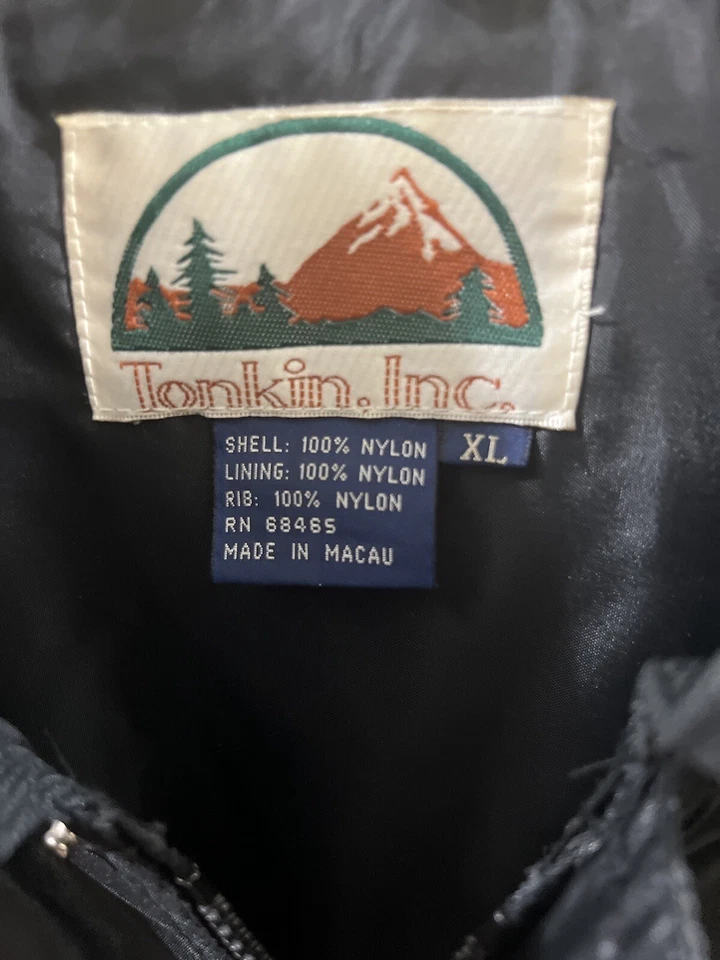 Tonkin, Inc.
SHELL: 100% NYLON
XL
LINING: 100% NYLON
RIB: 100% NYLON
RN 68465
MADE IN MACAU